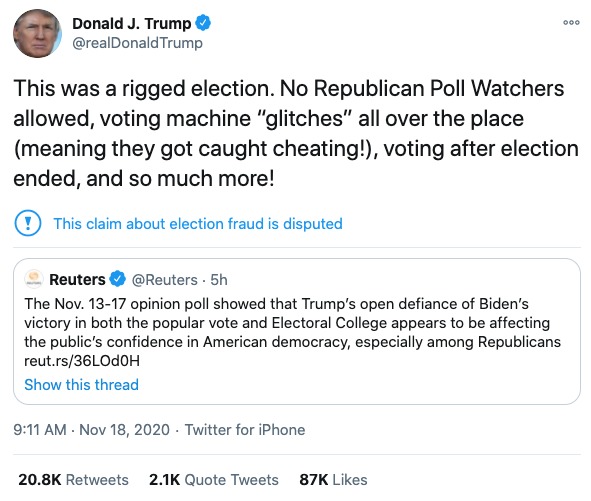 Donald J. Trump
@realDonaldTrump
This was a rigged election. No Republican Poll Watchers
allowed, voting machine “glitches” all over the place
(meaning they got caught cheating!), voting after election
ended, and so much more!
This claim about election fraud is disputed
Reuters @Reuters · 5h
The Nov. 13-17 opinion poll showed that Trump’s open defiance of Biden’s
victory in both the popular vote and Electoral College appears to be affecting
the public’s confidence in American democracy, especially among Republicans
reut.rs/36LOd0H
Show this thread
9:11 AM · Nov 18, 2020 · Twitter for iPhone
20.8K Retweets 2.1K Quote Tweets 87K Likes